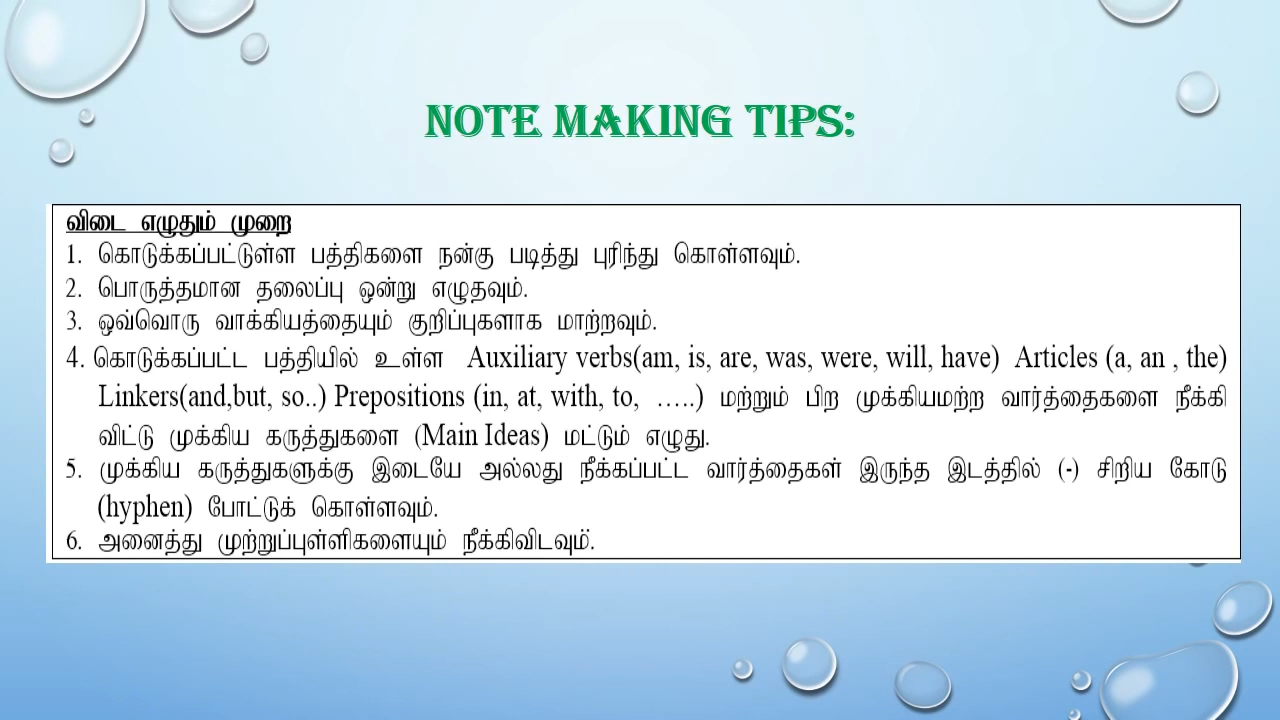 NOTE MAKING TIPS:
விடை எழுதும் முறை
1. கொடுக்கப்பட்டுள்ள பத்திகளை நன்கு படித்து புரிந்து கொள்ளவும்.
2. பொருத்தமான தலைப்பு ஒன்று எழுதவும்.
3. ஒவ்வொரு வாக்கியத்தையும் குறிப்புகளாக மாற்றவும்.
4. கொடுக்கப்பட்ட பத்தியில் உள்ள Auxiliary verbs(am, is, are, was, were, will, have) Articles (a, an , the)
Linkers(and,but, so..) Prepositions (in, at, with, to, …..) மற்றும் பிற முக்கியமற்ற வார்த்தைகளை நீக்கி
விட்டு முக்கிய கருத்துகளை (Main Ideas) மட்டும் எழுது.
5. முக்கிய கருத்துகளுக்கு இடையே அல்லது நீக்கப்பட்ட வார்த்தைகள் இருந்த இடத்தில் (-) சிறிய கோடு
(hyphen) போட்டுக் கொள்ளவும்.
6. அனைத்து முற்றுப்புள்ளிகளையும் நீக்கிவிடவும்.